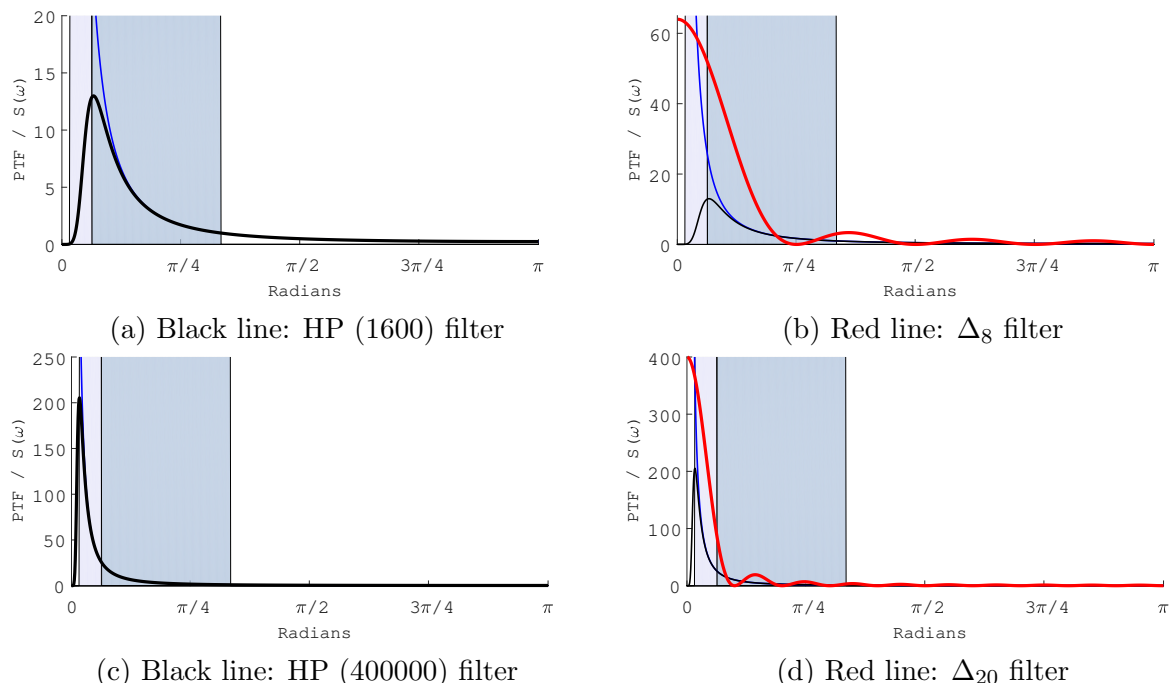 20
15
10
5
0
PTF / S(ω)
0 π/4 π/2 3π/4 π
Radians
(a) Black line: HP (1600) filter
60
40
20
0
PTF / S(ω)
0 π/4 π/2 3π/4 π
Radians
(b) Red line: Δ₈ filter
250
200
150
100
50
0
PTF / S(ω)
0 π/4 π/2 3π/4 π
Radians
(c) Black line: HP (400000) filter
400
300
200
100
0
PTF / S(ω)
0 π/4 π/2 3π/4 π
Radians
(d) Red line: Δ₂₀ filter